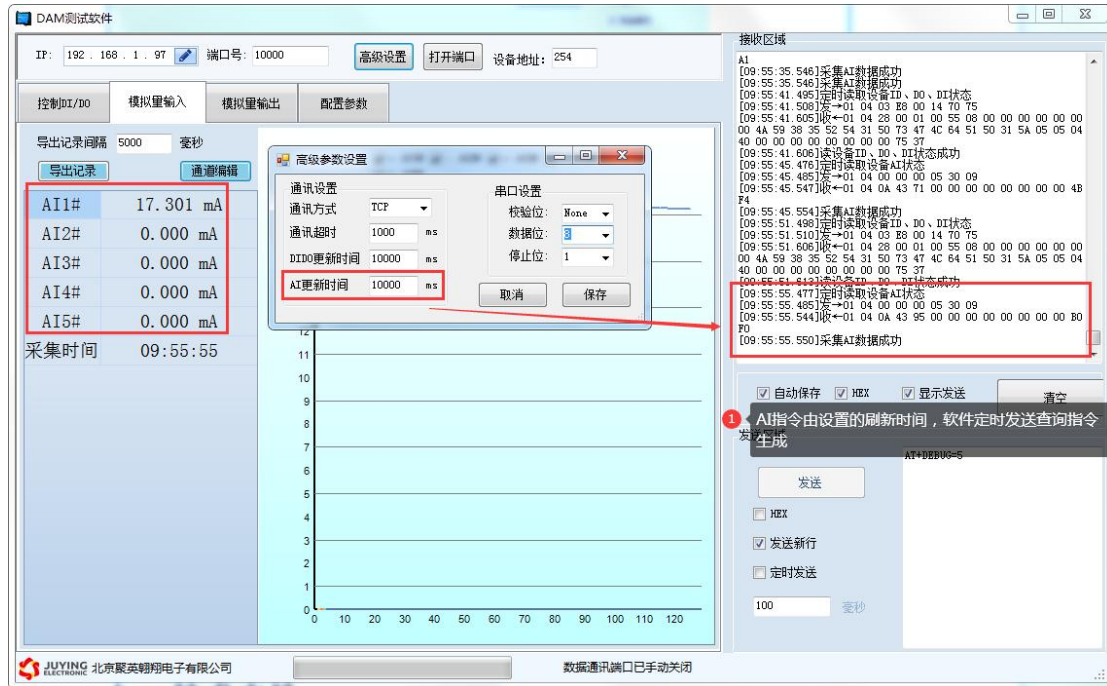 DAM测试软件
IP: 192 . 168 . 1 . 97 端口号: 10000 高级设置 打开端口 设备地址: 254
控制DI/DO 模拟量输入 模拟量输出 配置参数
导出记录间隔 5000 毫秒
导出记录 通道编辑
AI1# 17.301 mA
AI2# 0.000 mA
AI3# 0.000 mA
AI4# 0.000 mA
AI5# 0.000 mA
采集时间 09:55:55
高级参数设置
通讯设置
通讯方式 TCP
通讯超时 1000 ms
DIDO更新时间 10000 ms
AI更新时间 10000 ms
串口设置
校验位: None
数据位: 8
停止位: 1
取消 保存
12
11
10
9
8
7
6
5
4
3
2
1
0
0 10 20 30 40 50 60 70 80 90 100 110 120
接收区域
A1
[09:55:35.546]采集AI数据成功
[09:55:41.495]定时读取设备ID、DO、DI状态
[09:55:41.508]发→01 04 03 E8 00 14 70 75
[09:55:41.605]收←01 04 28 00 01 00 55 08 00 00 00 00 00 00
00 4A 59 38 35 52 54 31 50 73 47 4C 64 51 50 31 5A 05 05 04
40 00 00 00 00 00 00 00 75 37
[09:55:41.606]读设备ID、DO、DI状态成功
[09:55:45.476]定时读取设备AI状态
[09:55:45.485]发→01 04 00 00 00 05 30 09
[09:55:45.547]收←01 04 0A 43 71 00 00 00 00 00 00 00 00 4B
F4
[09:55:45.554]采集AI数据成功
[09:55:51.498]定时读取设备ID、DO、DI状态
[09:55:51.510]发→01 04 03 E8 00 14 70 75
[09:55:51.606]收←01 04 28 00 01 00 55 08 00 00 00 00 00 00
00 4A 59 38 35 52 54 31 50 73 47 4C 64 51 50 31 5A 05 05 04
40 00 00 00 00 00 00 00 75 37
[09:55:51.613]读设备ID、DO、DI状态成功
[09:55:55.477]定时读取设备AI状态
[09:55:55.485]发→01 04 00 00 00 05 30 09
[09:55:55.544]收←01 04 0A 43 95 00 00 00 00 00 00 00 00 B0
F0
[09:55:55.550]采集AI数据成功
自动保存 HEX 显示发送 清空
1 AI指令由设置的刷新时间，软件定时发送查询指令
生成
AT+DEBUG=5
发送
HEX
发送新行
定时发送
100 毫秒
JUYING ELECTRONIC 北京聚英翱翔电子有限公司 数据通讯端口已手动关闭